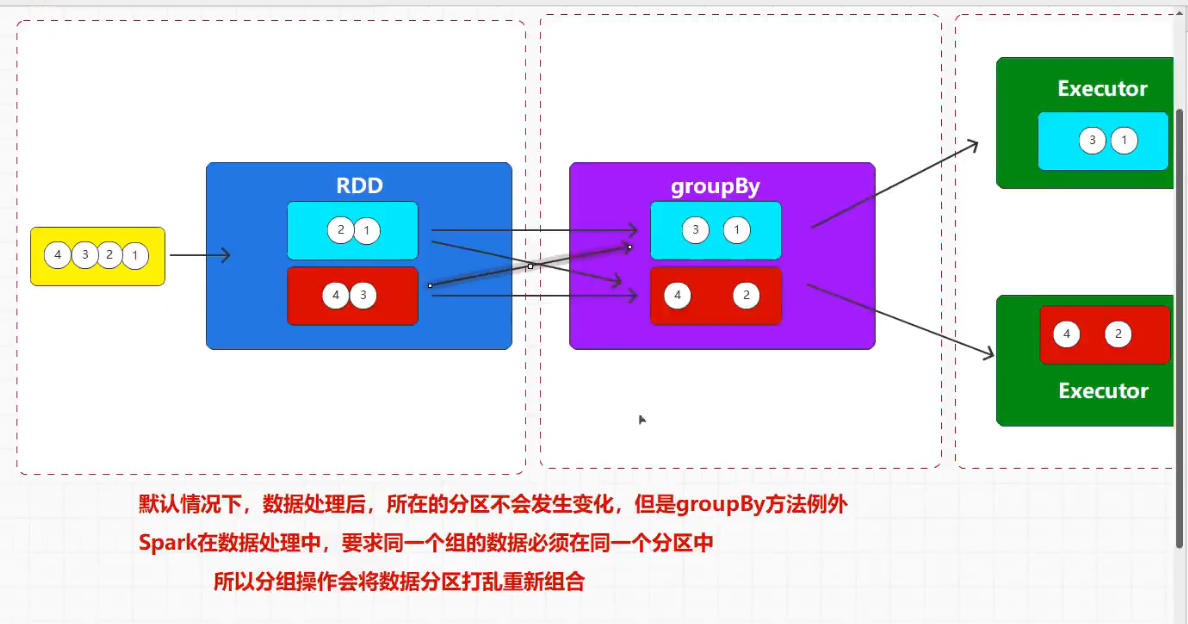 RDD
groupBy
Executor
4 3 2 1
2 1
4 3
3 1
4 2
3 1
4 2
Executor
默认情况下，数据处理后，所在的分区不会发生变化，但是groupBy方法例外
Spark在数据处理中，要求同一个组的数据必须在同一个分区中
所以分组操作会将数据分区打乱重新组合